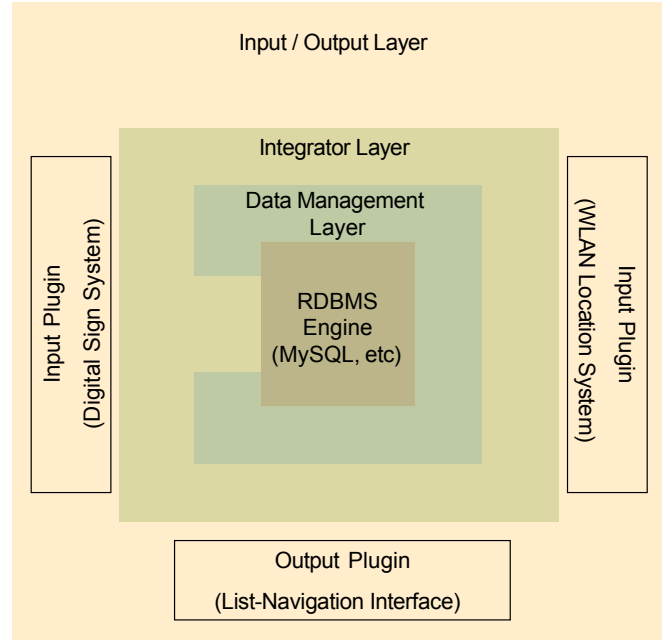 Input / Output Layer
Integrator Layer
Data Management
Layer
RDBMS
Engine
(MySQL, etc)
Input Plugin
(Digital Sign System)
Input Plugin
(WLAN Location System)
Output Plugin
(List-Navigation Interface)